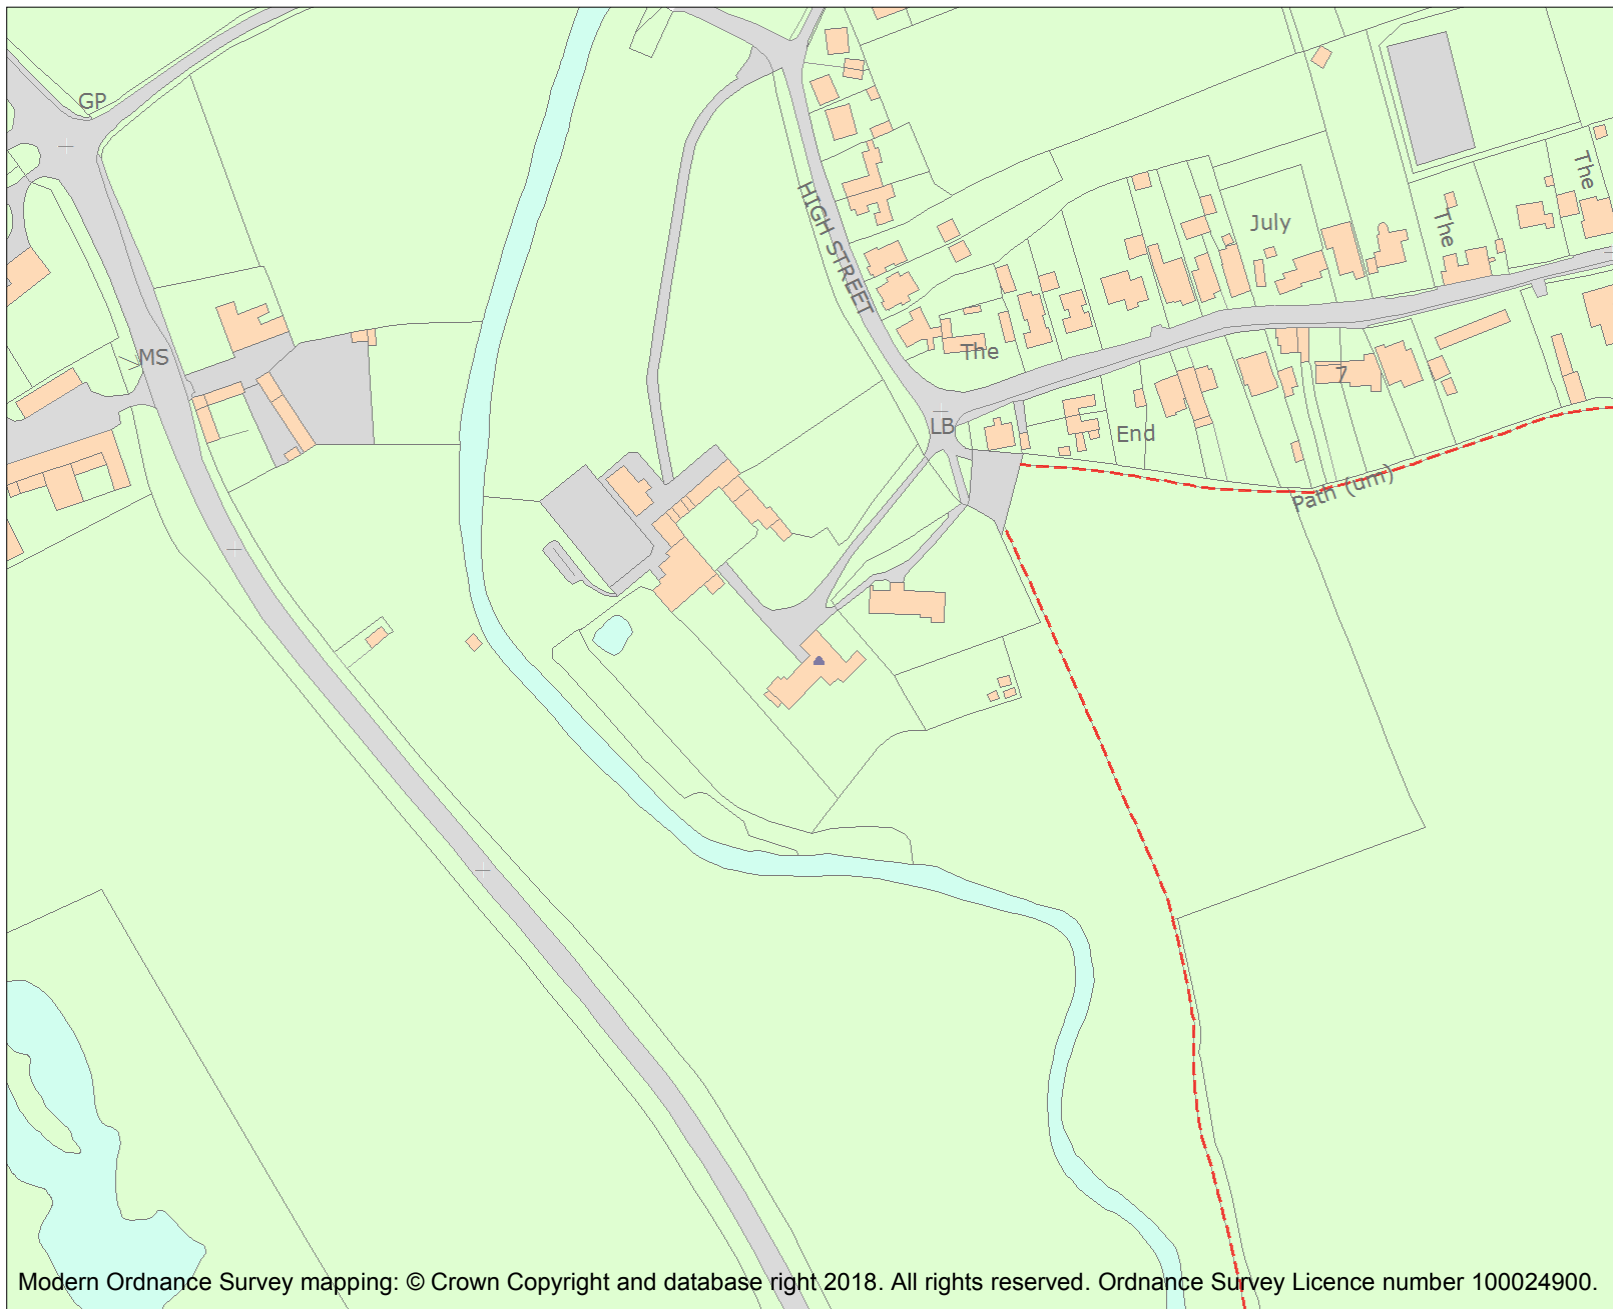 GP
The
HIGH STREET
July
The
MS
The
7
LB
End
Path (um)
Modern Ordnance Survey mapping: © Crown Copyright and database right 2018. All rights reserved. Ordnance Survey Licence number 100024900.